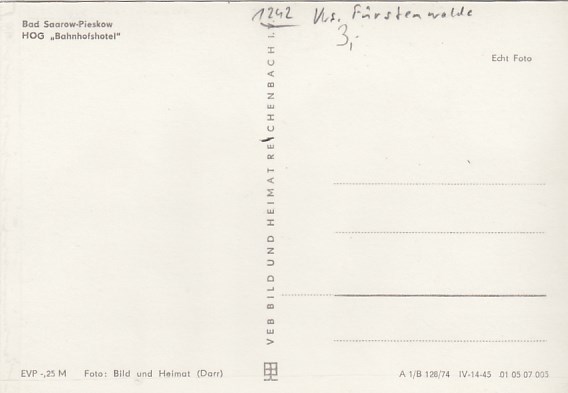 Bad Saarow-Pieskow
HOG „Bahnhofshotel"
1242 Krs. Fürstenwalde
3,-
Echt Foto
VEB BILD UND HEIMAT REICHENBACH I.
EVP -,25 M Foto: Bild und Heimat (Darr)
A 1/B 128/74 IV-14-45 01 05 07 005